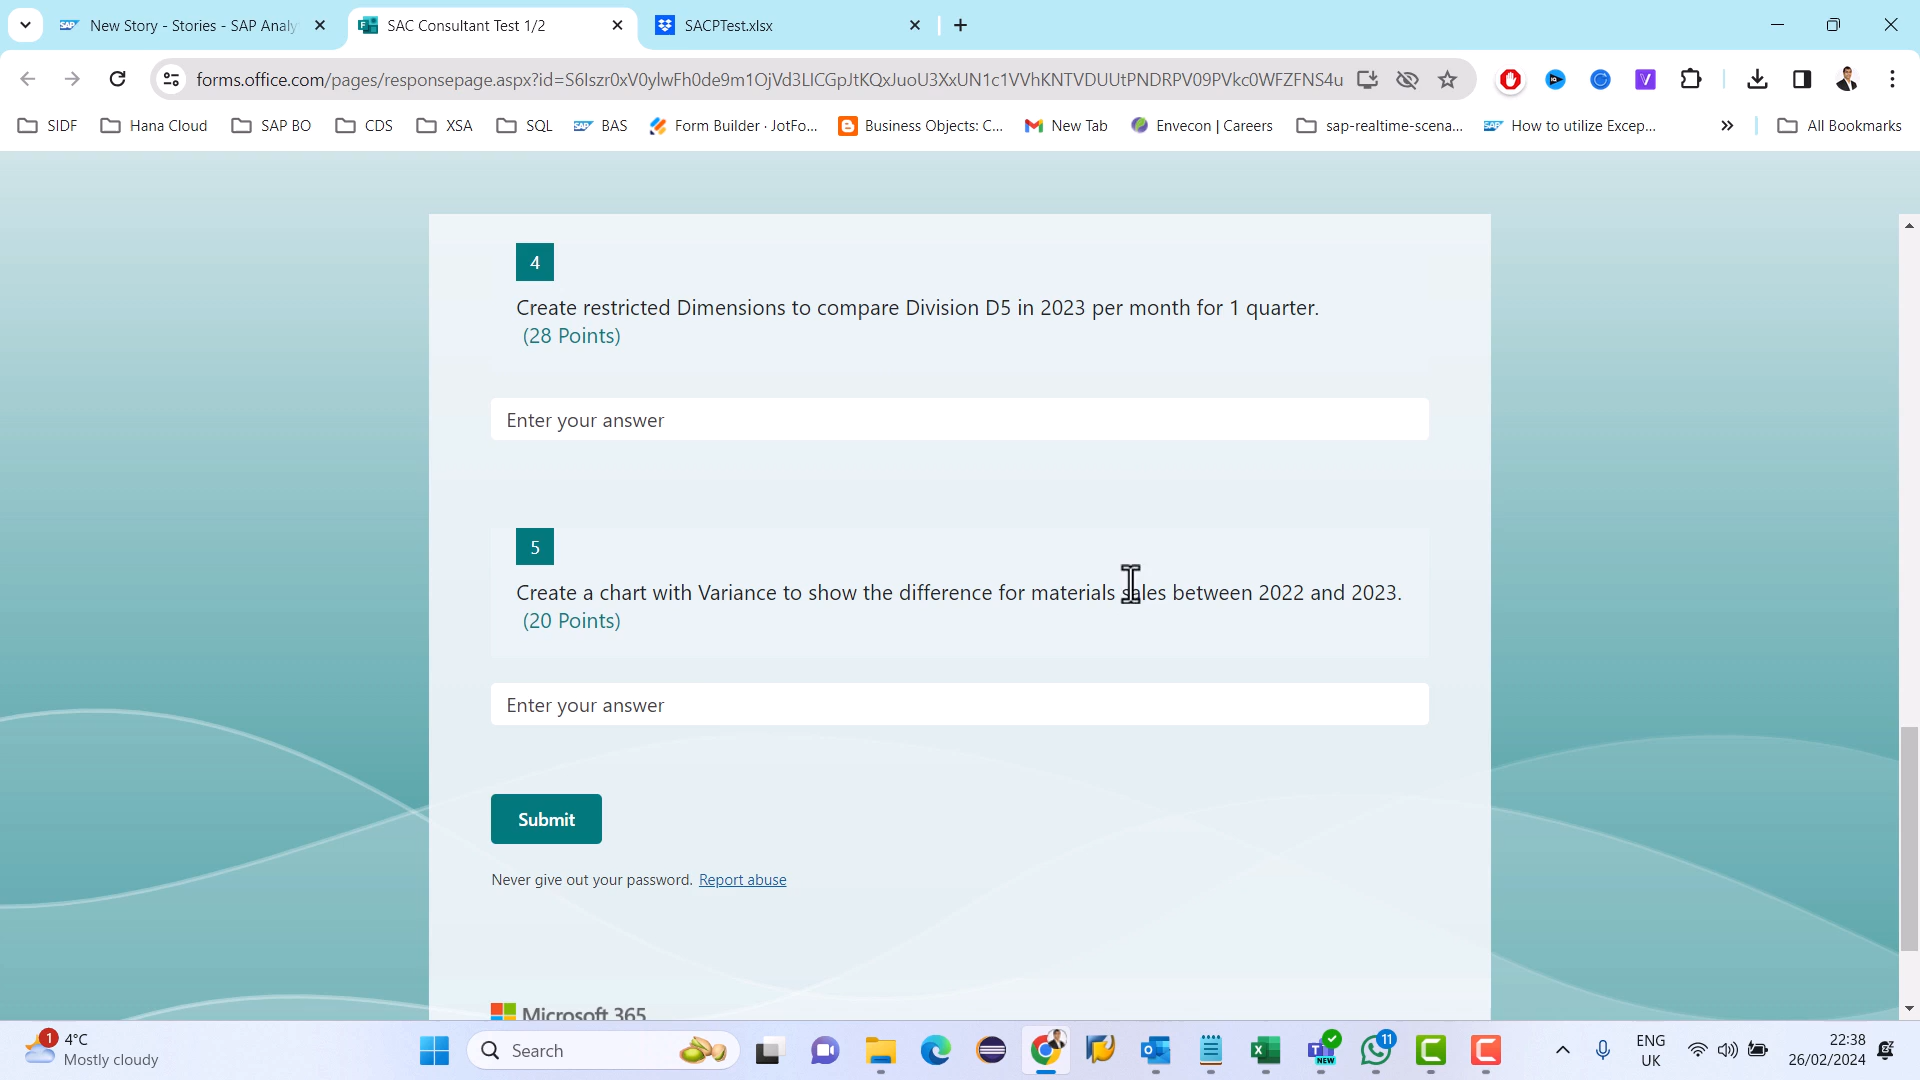 New Story - Stories - SAP Analy
SAC Consultant Test 1/2
SACPTest.xlsx
forms.office.com/pages/responsepage.aspx?id=S6Iszr0xV0ylwFh0de9m1OjVd3LICGpJtKQxJuoU3XxUN1c1VVhKNTVDUUtPNDRPV09PVkc0WFZFNS4u
SIDF
Hana Cloud
SAP BO
CDS
XSA
SQL
BAS
Form Builder · JotFo...
Business Objects: C...
New Tab
Envecon | Careers
sap-realtime-scena...
How to utilize Excep...
All Bookmarks
4
Create restricted Dimensions to compare Division D5 in 2023 per month for 1 quarter.
(28 Points)
Enter your answer
5
Create a chart with Variance to show the difference for materials sales between 2022 and 2023.
(20 Points)
Enter your answer
Submit
Never give out your password. Report abuse
Microsoft 365
1
4°C
Mostly cloudy
Search
NEW
11
ENG
UK
22:38
26/02/2024